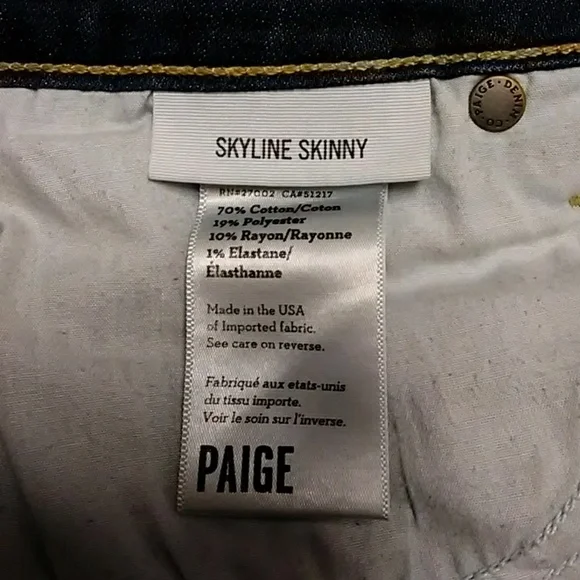 SKYLINE SKINNY
PAIGE · DENIM · CO ·
RN#27002 CA#51217
70% Cotton/Coton
19% Polyester
10% Rayon/Rayonne
1% Elastane/
Élasthanne
Made in the USA
of Imported fabric.
See care on reverse.
Fabriqué aux etats-unis
du tissu importe.
Voir le soin sur l'inverse.
PAIGE